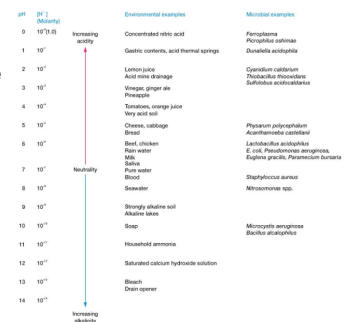 pH [H+] (Molarity) Environmental examples Microbial examples
0 10⁻⁰(1.0) Increasing acidity Concentrated nitric acid Ferroplasma
Picrophilus oshimae
1 10⁻¹ Gastric contents, acid thermal springs Dunaliella acidophila
2 10⁻² Lemon juice Cyanidium caldarium
Acid mine drainage Thiobacillus thiooxidans
Sulfolobus acidocaldarius
3 10⁻³ Vinegar, ginger ale
Pineapple
4 10⁻⁴ Tomatoes, orange juice
Very acid soil
5 10⁻⁵ Cheese, cabbage Physarum polycephalum
Bread Acanthamoeba castellanii
6 10⁻⁶ Beef, chicken Lactobacillus acidophilus
Rain water E. coli, Pseudomonas aeruginosa,
Milk Euglena gracilis, Paramecium bursaria
Saliva
7 10⁻⁷ Neutrality Pure water
Blood Staphyloccus aureus
8 10⁻⁸ Seawater Nitrosomonas spp.
9 10⁻⁹ Strongly alkaline soil
Alkaline lakes
10 10⁻¹⁰ Soap Microcystis aeruginosa
Bacillus alcalophilus
11 10⁻¹¹ Household ammonia
12 10⁻¹² Saturated calcium hydroxide solution
13 10⁻¹³ Bleach
Drain opener
14 10⁻¹⁴
Increasing
alkalinity